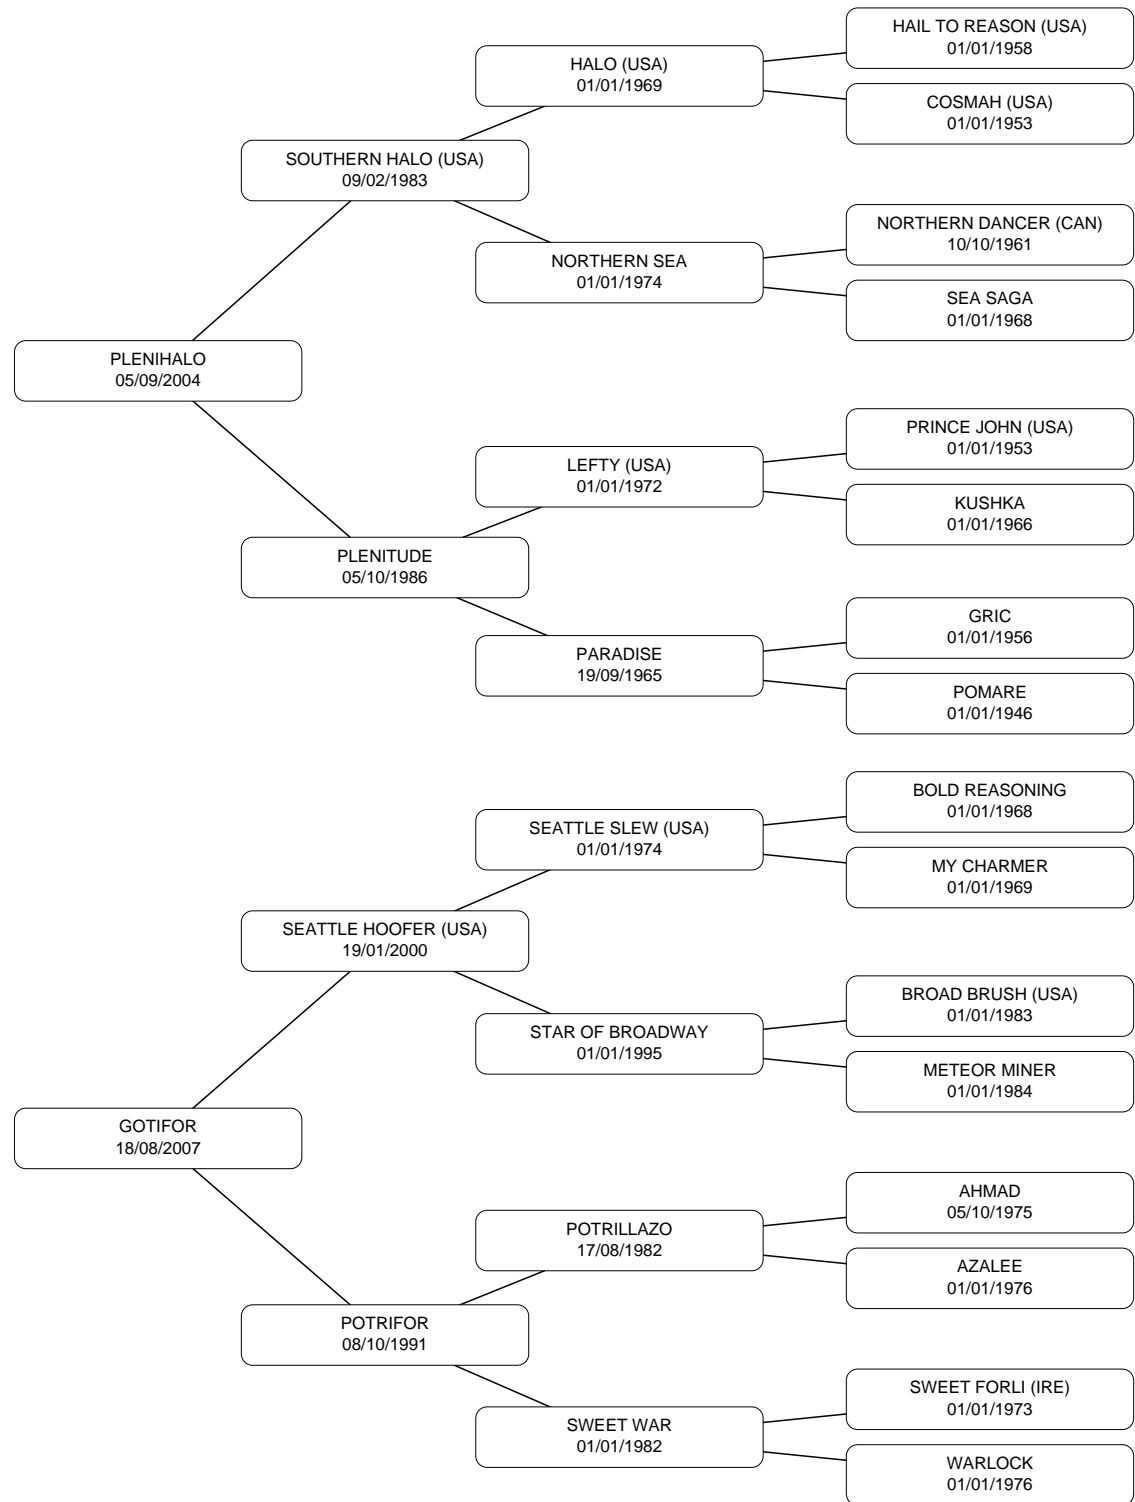 HAIL TO REASON (USA)
01/01/1958
HALO (USA)
01/01/1969
COSMAH (USA)
01/01/1953
SOUTHERN HALO (USA)
09/02/1983
NORTHERN DANCER (CAN)
10/10/1961
NORTHERN SEA
01/01/1974
SEA SAGA
01/01/1968
PLENIHALO
05/09/2004
PRINCE JOHN (USA)
01/01/1953
LEFTY (USA)
01/01/1972
KUSHKA
01/01/1966
PLENITUDE
05/10/1986
GRIC
01/01/1956
PARADISE
19/09/1965
POMARE
01/01/1946
BOLD REASONING
01/01/1968
SEATTLE SLEW (USA)
01/01/1974
MY CHARMER
01/01/1969
SEATTLE HOOFER (USA)
19/01/2000
BROAD BRUSH (USA)
01/01/1983
STAR OF BROADWAY
01/01/1995
METEOR MINER
01/01/1984
GOTIFOR
18/08/2007
AHMAD
05/10/1975
POTRILLAZO
17/08/1982
AZALEE
01/01/1976
POTRIFOR
08/10/1991
SWEET FORLI (IRE)
01/01/1973
SWEET WAR
01/01/1982
WARLOCK
01/01/1976